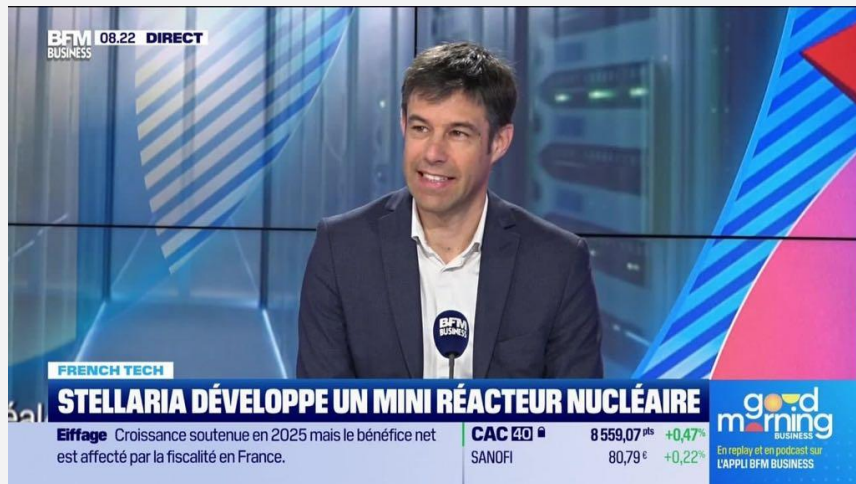 BFM
BUSINESS
08.22 DIRECT
BFM
BUSINESS
FRENCH TECH
STELLARIA DÉVELOPPE UN MINI RÉACTEUR NUCLÉAIRE
Eiffage Croissance soutenue en 2025 mais le bénéfice net
est affecté par la fiscalité en France.
CAC 40 8 559,07 pts +0,47%
SANOFI 80,79 € +0,22%
good
morning
BUSINESS
En replay et en podcast sur
L'APPLI BFM BUSINESS